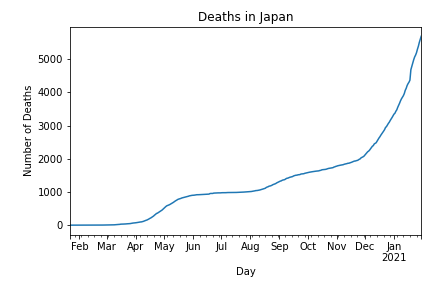 Deaths in Japan
Number of Deaths
5000
4000
3000
2000
1000
0
Feb Mar Apr May Jun Jul Aug Sep Oct Nov Dec Jan
2021
Day